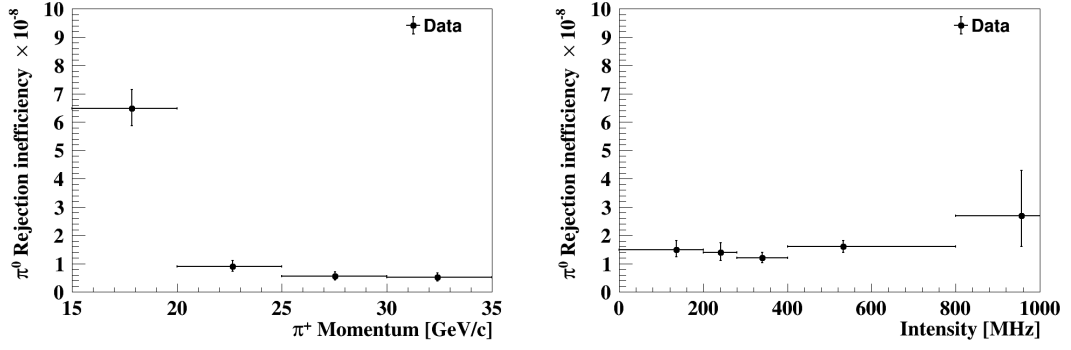 π⁰ Rejection inefficiency × 10⁻⁸
10
9
8
7
6
5
4
3
2
1
0
Data
15 20 25 30 35
π⁺ Momentum [GeV/c]
π⁰ Rejection inefficiency × 10⁻⁸
10
9
8
7
6
5
4
3
2
1
0
Data
0 200 400 600 800 1000
Intensity [MHz]